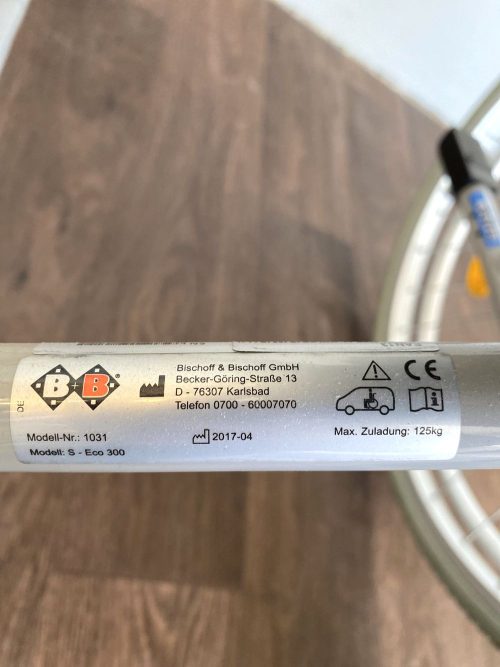 B+B®
Bischoff & Bischoff GmbH
Becker-Göring-Straße 13
D - 76307 Karlsbad
Telefon 0700 - 60007070
CE
DE
Modell-Nr.: 1031
2017-04
Max. Zuladung: 125kg
Modell: S - Eco 300